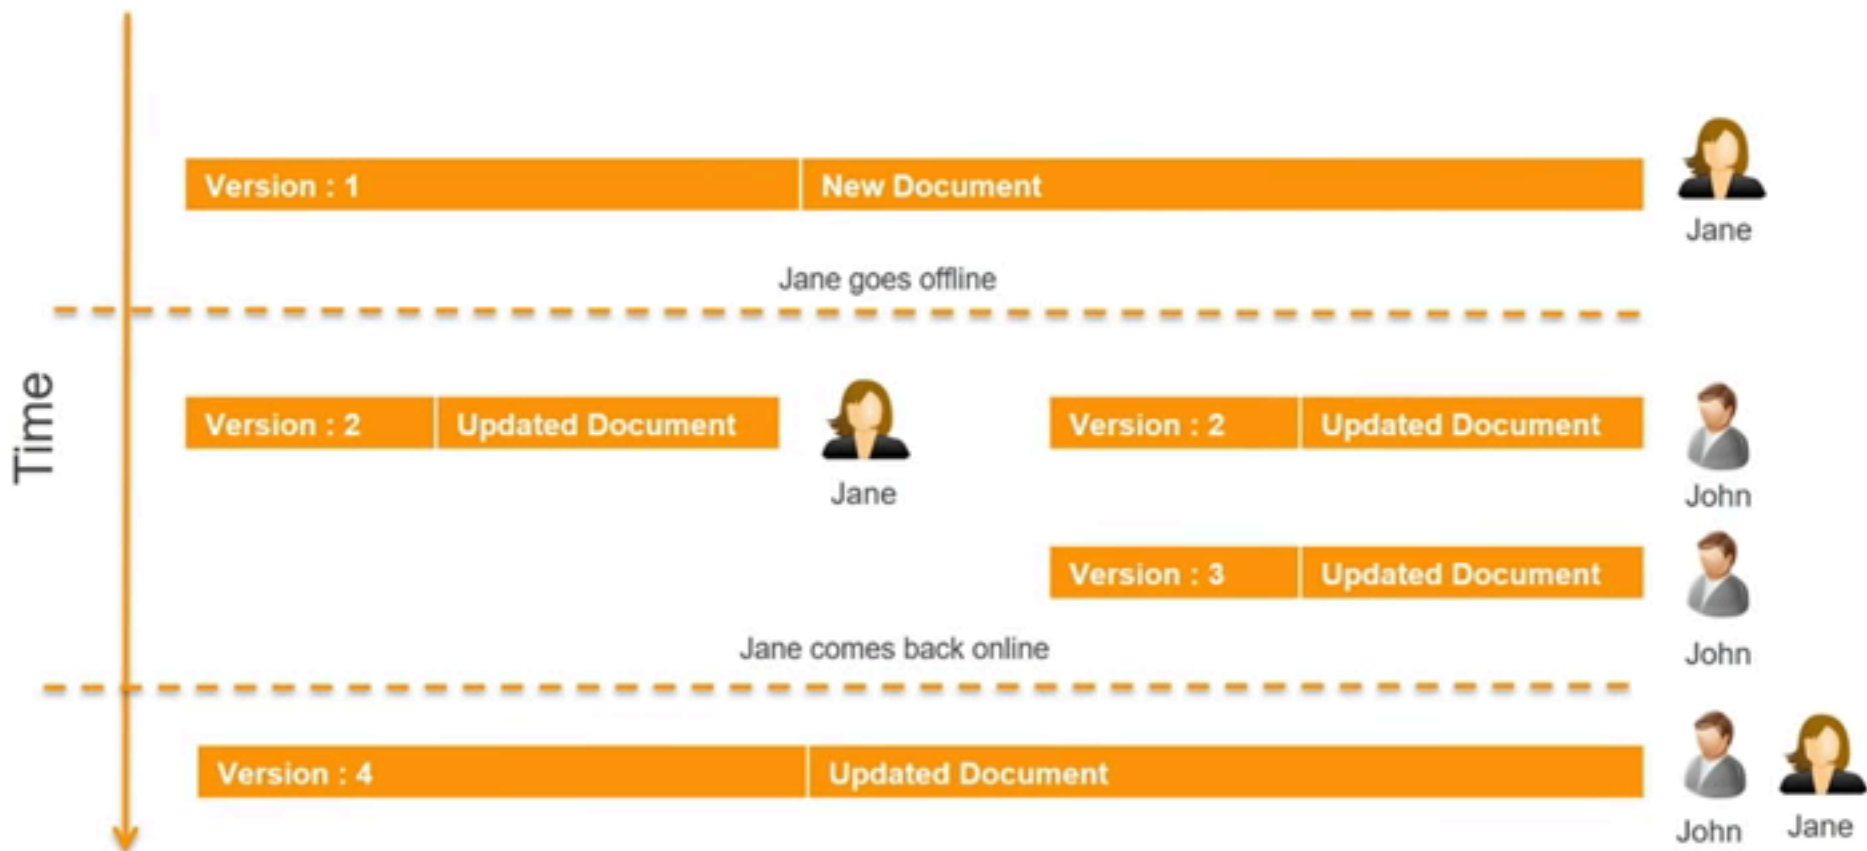 Version : 1 New Document
Jane
Jane goes offline
Time
Version : 2 Updated Document
Jane
Version : 2 Updated Document
John
Version : 3 Updated Document
John
Jane comes back online
Version : 4 Updated Document
John
Jane